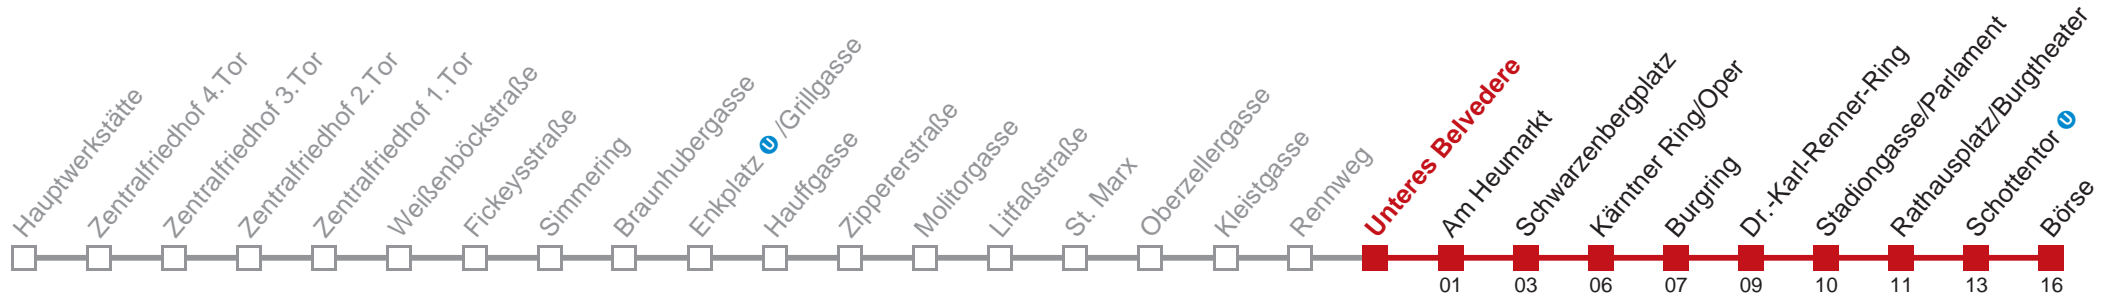 Hauptwerkstätte
Zentralfriedhof 4.Tor
Zentralfriedhof 3.Tor
Zentralfriedhof 2.Tor
Zentralfriedhof 1.Tor
Weißenböckstraße
Fickeysstraße
Simmering
Braunhubergasse
Enkplatz U /Grillgasse
Hauffgasse
Zippererstraße
Molitorgasse
Litfaßstraße
St. Marx
Oberzellergasse
Kleistgasse
Rennweg
Unteres Belvedere
Am Heumarkt
Schwarzenbergplatz
Kärntner Ring/Oper
Burgring
Dr.-Karl-Renner-Ring
Stadiongasse/Parlament
Rathausplatz/Burgtheater
Schottentor U
Börse
01 03 06 07 09 10 11 13 16